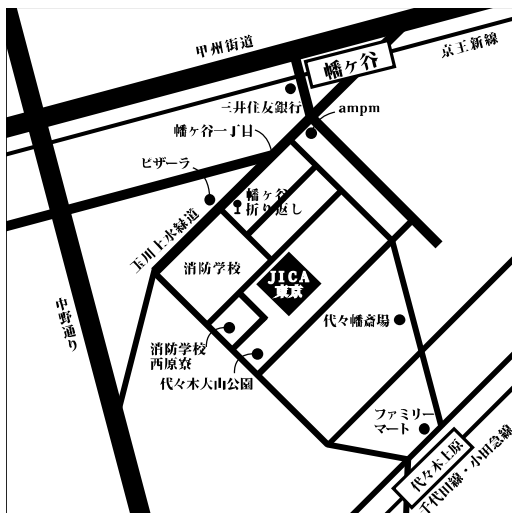 甲州街道
京王新線
幡ヶ谷
三井住友銀行
ampm
幡ヶ谷一丁目
ピザーラ
幡ヶ谷
折り返し
玉川上水緑道
消防学校
JICA
東京
中野通り
代々幡斎場
消防学校
西原寮
代々木大山公園
ファミリー
マート
代々木上原
千代田線・小田急線